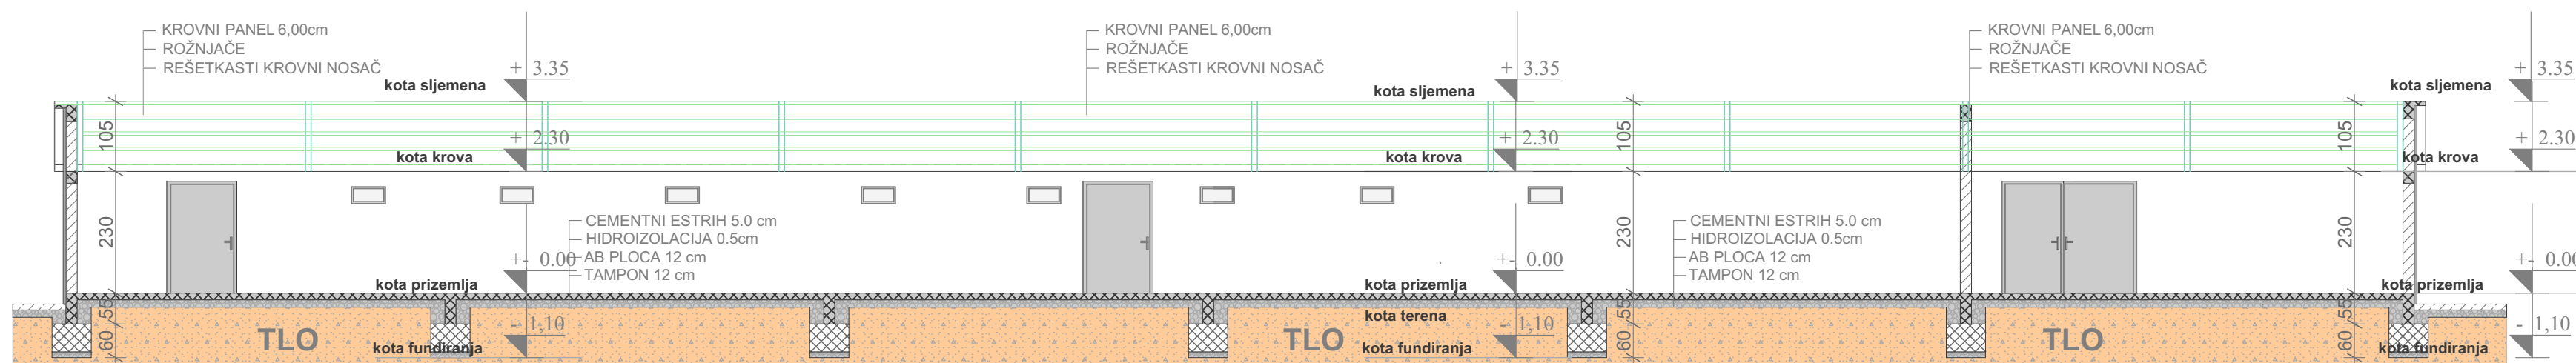 KROVNI PANEL 6,00cm
ROŽNJAČE
REŠETKASTI KROVNI NOSAČ
kota sljemena
+ 3.35
KROVNI PANEL 6,00cm
ROŽNJAČE
REŠETKASTI KROVNI NOSAČ
kota sljemena
+ 3.35
KROVNI PANEL 6,00cm
ROŽNJAČE
REŠETKASTI KROVNI NOSAČ
kota sljemena
+ 3.35
105
kota krova
+ 2.30
kota krova
+ 2.30
105
105
kota krova
+ 2.30
230
CEMENTNI ESTRIH 5.0 cm
HIDROIZOLACIJA 0.5cm
AB PLOCA 12 cm
TAMPON 12 cm
230
CEMENTNI ESTRIH 5.0 cm
HIDROIZOLACIJA 0.5cm
AB PLOCA 12 cm
TAMPON 12 cm
230
kota prizemlja
+- 0.00
kota prizemlja
+- 0.00
kota prizemlja
+- 0.00
55
60
TLO
kota fundiranja
- 1,10
kota terena
TLO
kota fundiranja
- 1,10
55
60
TLO
55
60
kota fundiranja
- 1,10